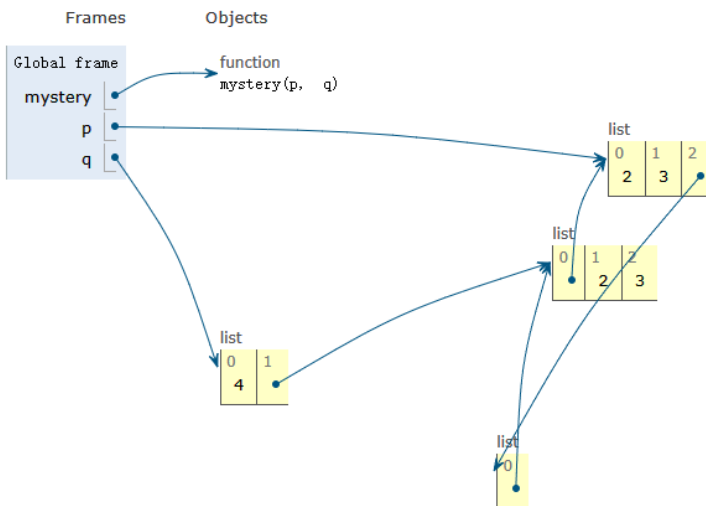 Frames Objects
Global frame
function
mystery(p, q)
mystery
p
q
list
0 1 2
2 3
list
0 1 2
2 3
list
0 1
4
list
0